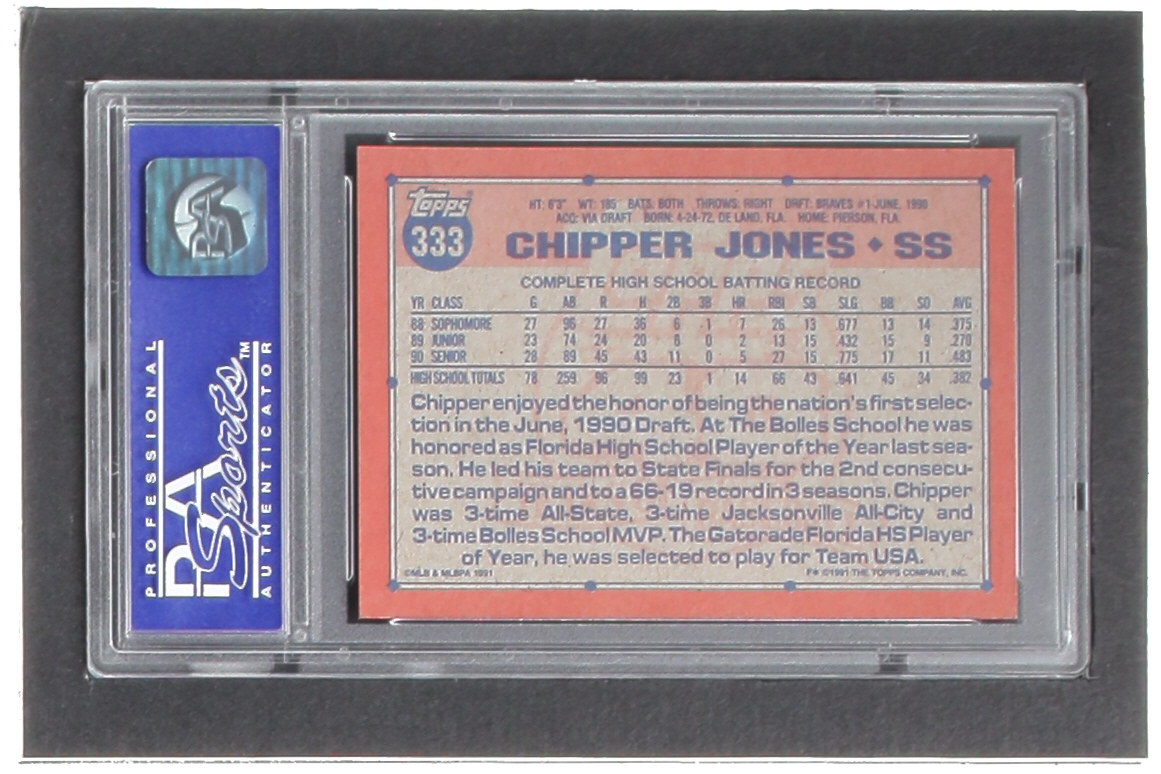 PSA
PROFESSIONAL
PSA
Sports™
AUTHENTICATOR
Topps®
333
HT: 6'3" WT: 185 BATS: BOTH THROWS: RIGHT DRAFT: BRAVES #1-JUNE, 1990
ACQ: VIA DRAFT BORN: 4-24-72, DE LAND, FLA. HOME: PIERSON, FLA.
CHIPPER JONES ♦ SS
COMPLETE HIGH SCHOOL BATTING RECORD
YR CLASS G AB R H 2B 3B HR RBI SB SLG BB SO AVG
88 SOPHOMORE 27 96 27 36 6 1 7 26 13 .677 13 14 .375
89 JUNIOR 23 74 24 20 6 0 2 13 15 .432 15 9 .270
90 SENIOR 28 89 45 43 11 0 5 27 15 .775 17 11 .483
HIGH SCHOOL TOTALS 78 259 96 99 23 1 14 66 43 .641 45 34 .382
Chipper enjoyed the honor of being the nation's first selec-
tion in the June, 1990 Draft. At The Bolles School he was
honored as Florida High School Player of the Year last sea-
son. He led his team to State Finals for the 2nd consecu-
tive campaign and to a 66-19 record in 3 seasons. Chipper
was 3-time All-State, 3-time Jacksonville All-City and
3-time Bolles School MVP. The Gatorade Florida HS Player
of Year, he was selected to play for Team USA.
©MLB & MLBPA 1991
F* ©1991 THE TOPPS COMPANY, INC.